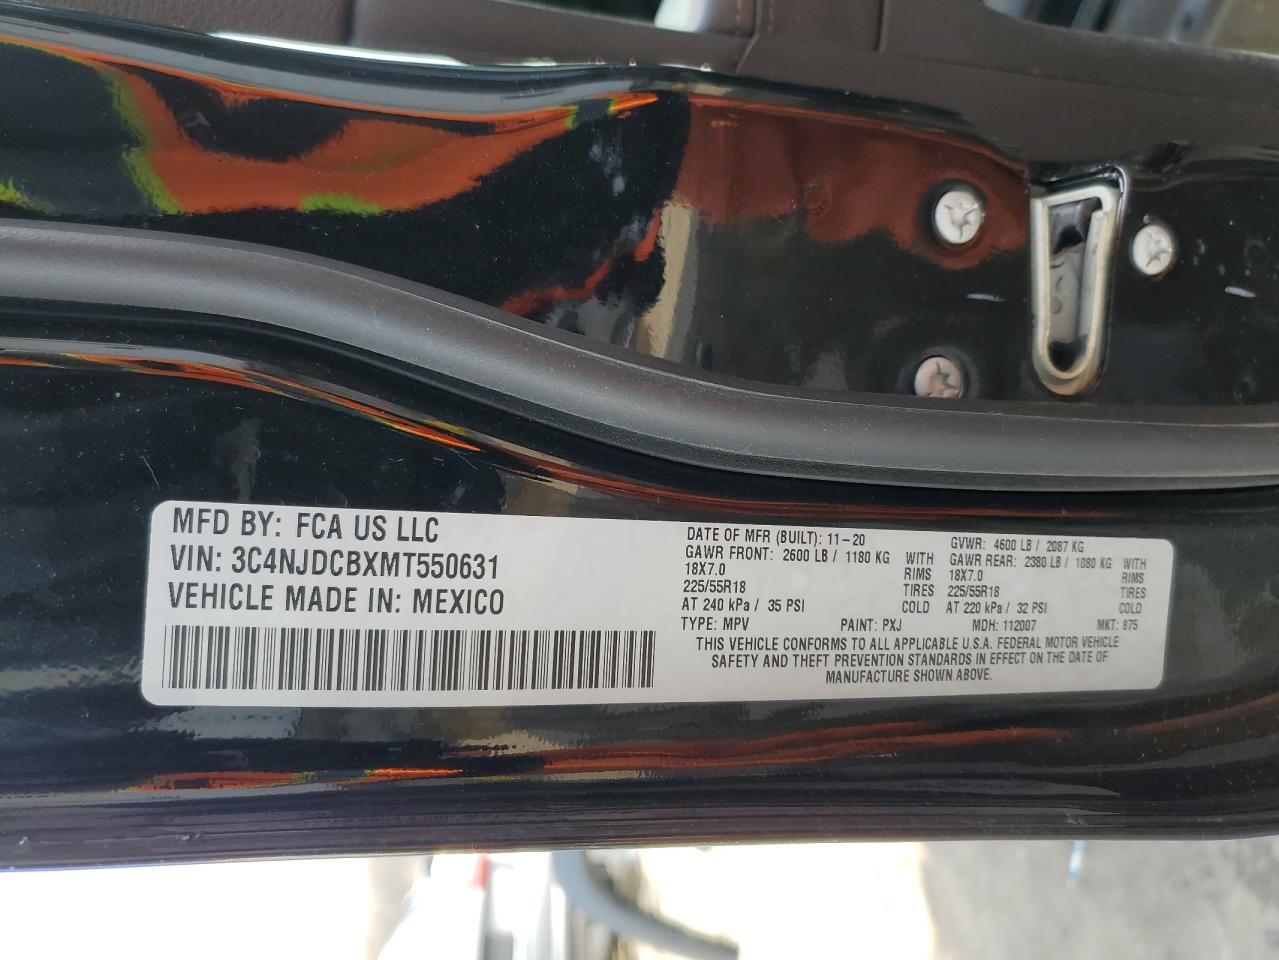 MFD BY: FCA US LLC
VIN: 3C4NJDCBXMT550631
VEHICLE MADE IN: MEXICO
DATE OF MFR (BUILT): 11-20 GVWR: 4600 LB / 2087 KG
GAWR FRONT: 2600 LB / 1180 KG WITH GAWR REAR: 2380 LB / 1080 KG WITH
18X7.0 RIMS 18X7.0 RIMS
225/55R18 TIRES 225/55R18 TIRES
AT 240 kPa / 35 PSI COLD AT 220 kPa / 32 PSI COLD
TYPE: MPV PAINT: PXJ MDH: 112007 MKT: 875
THIS VEHICLE CONFORMS TO ALL APPLICABLE U.S.A. FEDERAL MOTOR VEHICLE
SAFETY AND THEFT PREVENTION STANDARDS IN EFFECT ON THE DATE OF
MANUFACTURE SHOWN ABOVE.